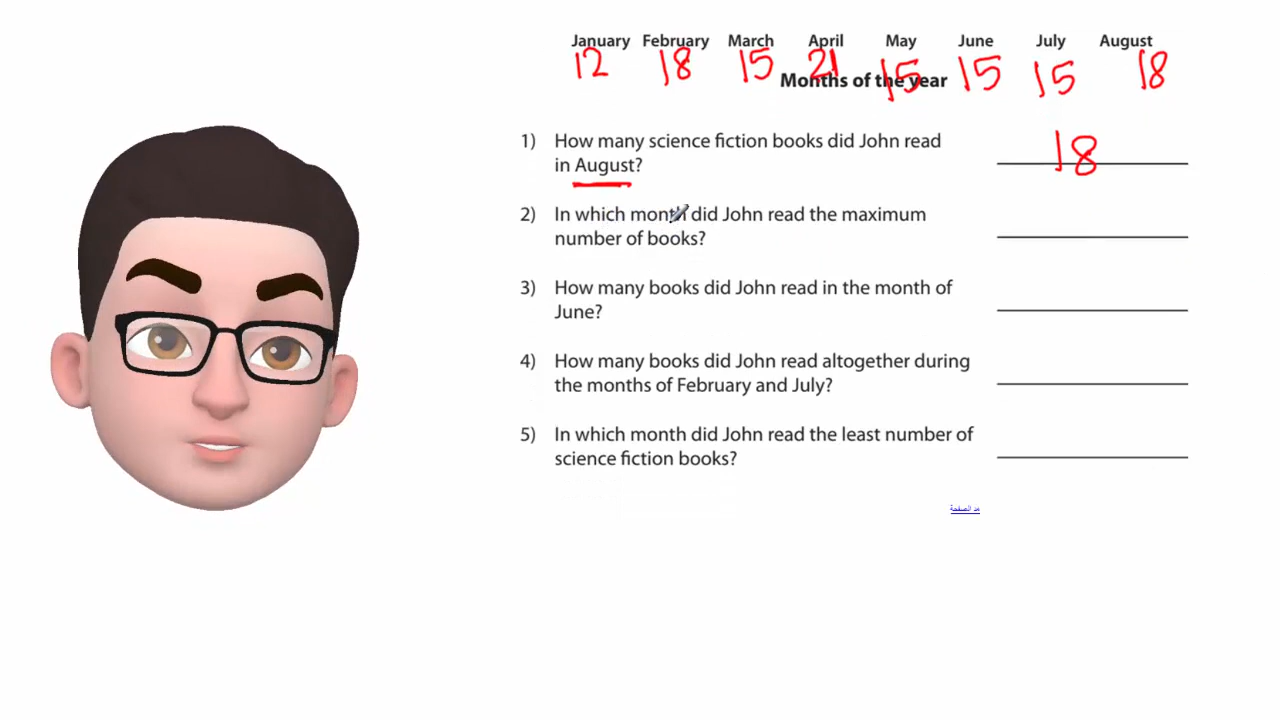 January February March April May June July August
12 18 15 21 15 15 15 18
Months of the year
1) How many science fiction books did John read
in August?
18
2) In which month did John read the maximum
number of books?
3) How many books did John read in the month of
June?
4) How many books did John read altogether during
the months of February and July?
5) In which month did John read the least number of
science fiction books?
مد الصفحة